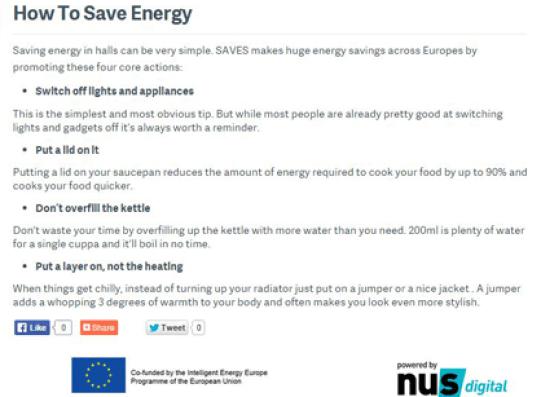 How To Save Energy
Saving energy in halls can be very simple. SAVES makes huge energy savings across Europes by
promoting these four core actions:
• Switch off lights and appliances
This is the simplest and most obvious tip. But while most people are already pretty good at switching
lights and gadgets off it's always worth a reminder.
• Put a lid on it
Putting a lid on your saucepan reduces the amount of energy required to cook your food by up to 90% and
cooks your food quicker.
• Don't overfill the kettle
Don't waste your time by overfilling up the kettle with more water than you need. 200ml is plenty of water
for a single cuppa and it'll boil in no time.
• Put a layer on, not the heating
When things get chilly, instead of turning up your radiator just put on a jumper or a nice jacket . A jumper
adds a whopping 3 degrees of warmth to your body and often makes you look even more stylish.
Like 0 Share Tweet 0
Co-funded by the Intelligent Energy Europe
Programme of the European Union
powered by
nus digital